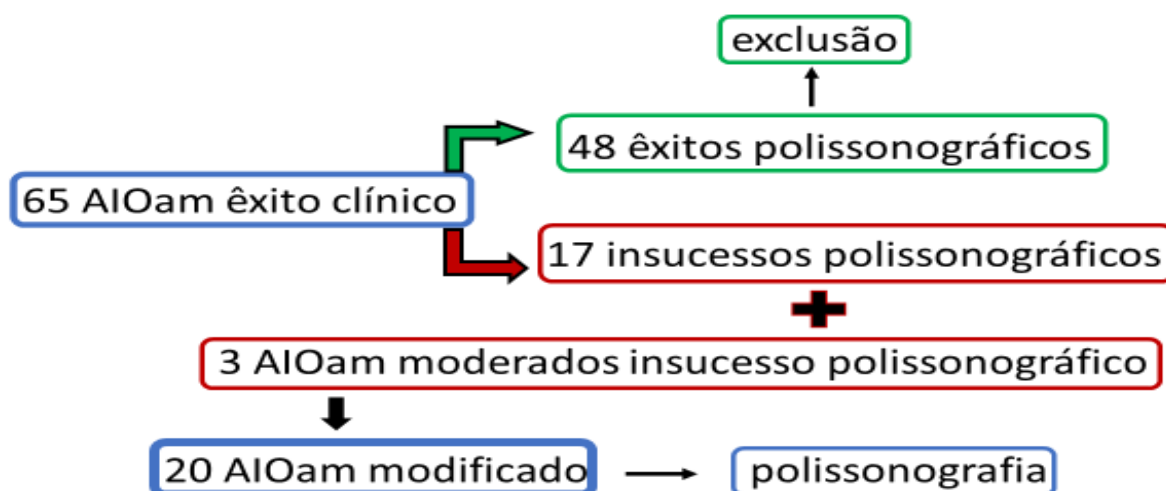 exclusão
48 êxitos polissonográficos
65 AIOam êxito clínico
17 insucessos polissonográficos
3 AIOam moderados insucesso polissonográfico
20 AIOam modificado
polissonografia